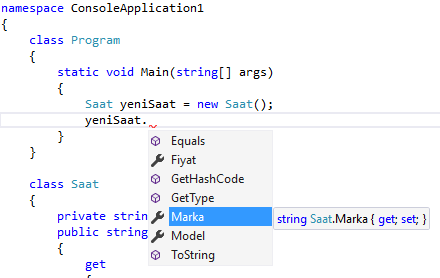 namespace ConsoleApplication1
{
class Program
{
static void Main(string[] args)
{
Saat yeniSaat = new Saat();
yeniSaat.
}
}
Equals
Fiyat
GetHashCode
GetType
Marka
Model
ToString
string Saat.Marka { get; set; }
class Saat
{
private
public string
{
get